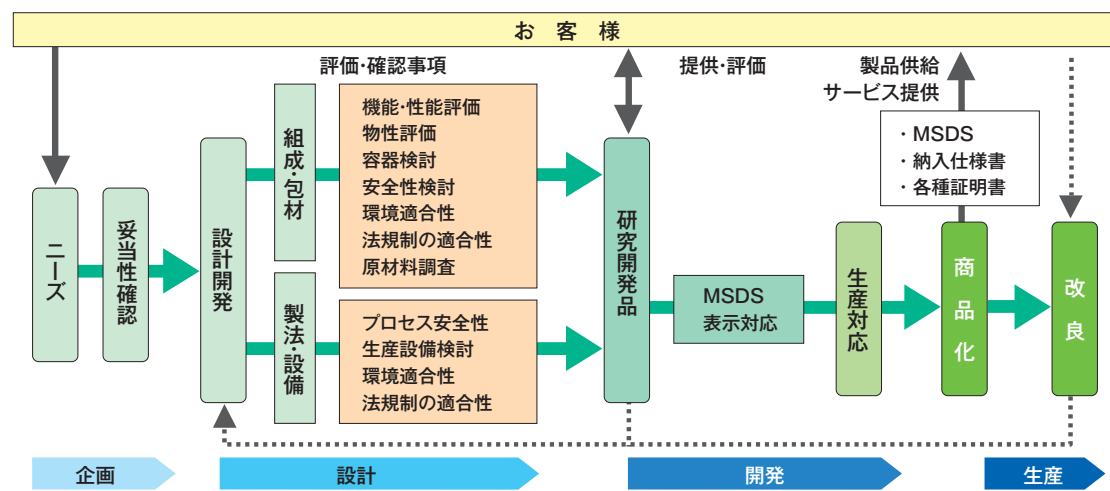 お客様
評価・確認事項
提供・評価
製品供給
サービス提供
・MSDS
・納入仕様書
・各種証明書
ニーズ
妥当性確認
設計開発
組成・包材
機能・性能評価
物性評価
容器検討
安全性検討
環境適合性
法規制の適合性
原材料調査
製法・設備
プロセス安全性
生産設備検討
環境適合性
法規制の適合性
研究開発品
MSDS
表示対応
生産対応
商品化
改良
企画
設計
開発
生産